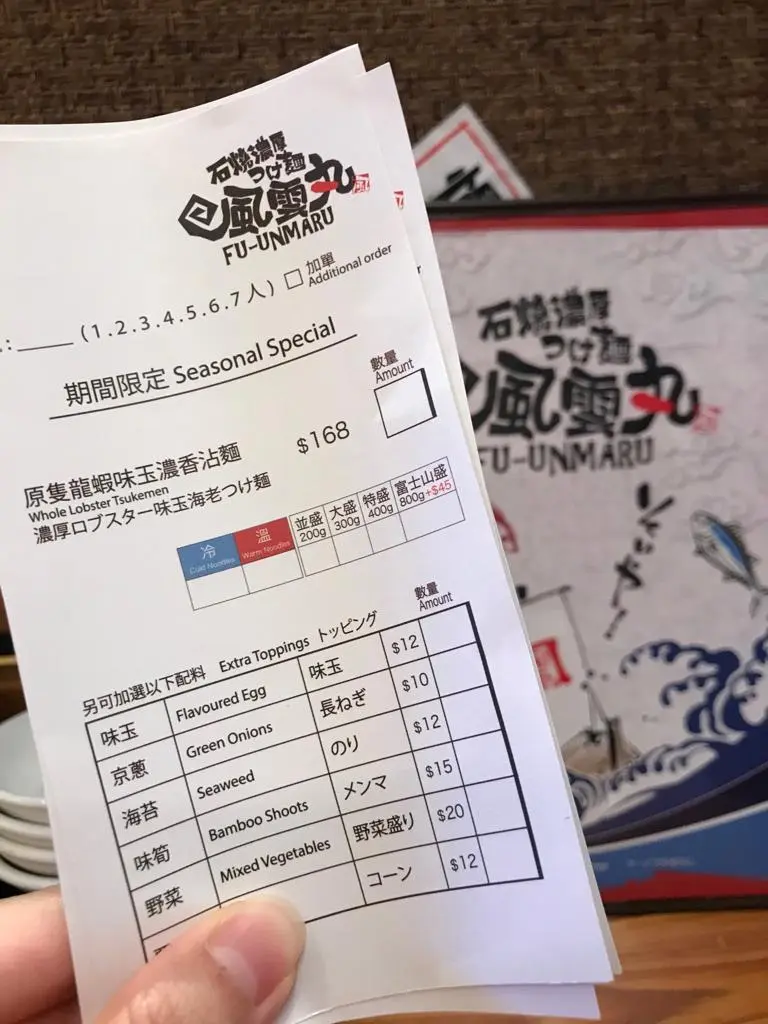 石焼濃厚
つけ麺
風雲丸
FU-UNMARU
.:____ (1.2.3.4.5.6.7人) □ 加單
Additional order
期間限定 Seasonal Special
數量
Amount
原隻龍蝦味玉濃香沾麵 $168
Whole Lobster Tsukemen
濃厚ロブスター味玉海老つけ麺
冷 溫 並盛 大盛 特盛 富士山盛
Cold Noodles Warm Noodles 200g 300g 400g 800g+$45
數量
Amount
另可加選以下配料 Extra Toppings トッピング
味玉 Flavoured Egg 味玉 $12
京蔥 Green Onions 長ねぎ $10
海苔 Seaweed のり $12
味筍 Bamboo Shoots メンマ $15
野菜 Mixed Vegetables 野菜盛り $20
コーン $12
石焼濃厚
つけ麺
風雲丸
FU-UNMARU